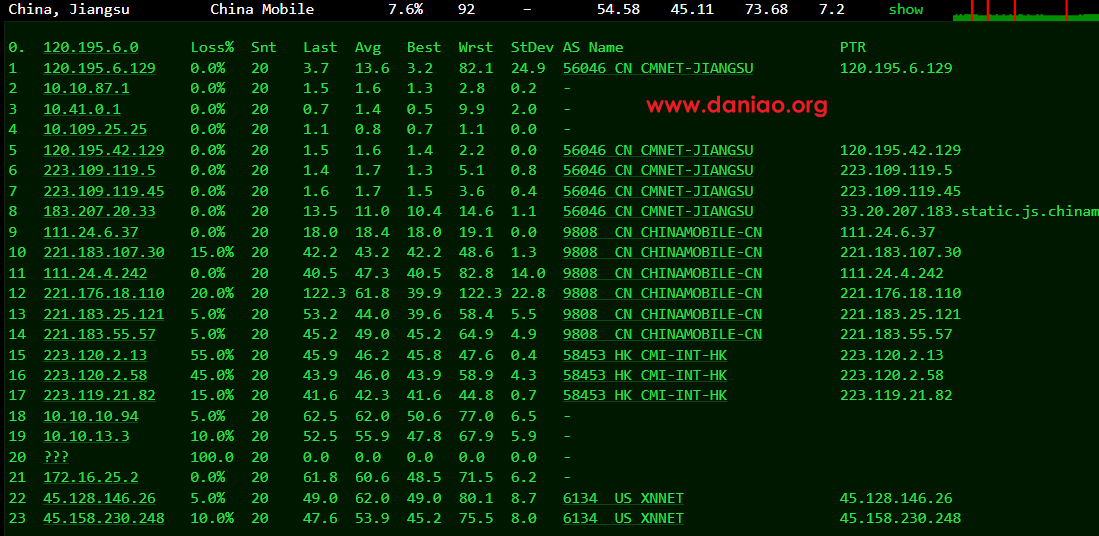 China, Jiangsu China Mobile 7.6% 92 – 54.58 45.11 73.68 7.2 show
0. 120.195.6.0 Loss% Snt Last Avg Best Wrst StDev AS Name PTR
1 120.195.6.129 0.0% 20 3.7 13.6 3.2 82.1 24.9 56046 CN CMNET-JIANGSU 120.195.6.129
2 10.10.87.1 0.0% 20 1.5 1.6 1.3 2.8 0.2 -
www.daniao.org
3 10.41.0.1 0.0% 20 0.7 1.4 0.5 9.9 2.0 -
4 10.109.25.25 0.0% 20 1.1 0.8 0.7 1.1 0.0 -
5 120.195.42.129 0.0% 20 1.5 1.6 1.4 2.2 0.0 56046 CN CMNET-JIANGSU 120.195.42.129
6 223.109.119.5 0.0% 20 1.4 1.7 1.3 5.1 0.8 56046 CN CMNET-JIANGSU 223.109.119.5
7 223.109.119.45 0.0% 20 1.6 1.7 1.5 3.6 0.4 56046 CN CMNET-JIANGSU 223.109.119.45
8 183.207.20.33 0.0% 20 13.5 11.0 10.4 14.6 1.1 56046 CN CMNET-JIANGSU 33.20.207.183.static.js.chinam
9 111.24.6.37 0.0% 20 18.0 18.4 18.0 19.1 0.0 9808 CN CHINAMOBILE-CN 111.24.6.37
10 221.183.107.30 15.0% 20 42.2 43.2 42.2 48.6 1.3 9808 CN CHINAMOBILE-CN 221.183.107.30
11 111.24.4.242 0.0% 20 40.5 47.3 40.5 82.8 14.0 9808 CN CHINAMOBILE-CN 111.24.4.242
12 221.176.18.110 20.0% 20 122.3 61.8 39.9 122.3 22.8 9808 CN CHINAMOBILE-CN 221.176.18.110
13 221.183.25.121 5.0% 20 53.2 44.0 39.6 58.4 5.5 9808 CN CHINAMOBILE-CN 221.183.25.121
14 221.183.55.57 5.0% 20 45.2 49.0 45.2 64.9 4.9 9808 CN CHINAMOBILE-CN 221.183.55.57
15 223.120.2.13 55.0% 20 45.9 46.2 45.8 47.6 0.4 58453 HK CMI-INT-HK 223.120.2.13
16 223.120.2.58 45.0% 20 43.9 46.0 43.9 58.9 4.3 58453 HK CMI-INT-HK 223.120.2.58
17 223.119.21.82 15.0% 20 41.6 42.3 41.6 44.8 0.7 58453 HK CMI-INT-HK 223.119.21.82
18 10.10.10.94 5.0% 20 62.5 62.0 50.6 77.0 6.5 -
19 10.10.13.3 10.0% 20 52.5 55.9 47.8 67.9 5.9 -
20 ??? 100.0 20 0.0 0.0 0.0 0.0 0.0 -
21 172.16.25.2 0.0% 20 61.8 60.6 48.5 71.5 6.2 -
22 45.128.146.26 5.0% 20 49.0 62.0 49.0 80.1 8.7 6134 US XNNET 45.128.146.26
23 45.158.230.248 10.0% 20 47.6 53.9 45.2 75.5 8.0 6134 US XNNET 45.158.230.248